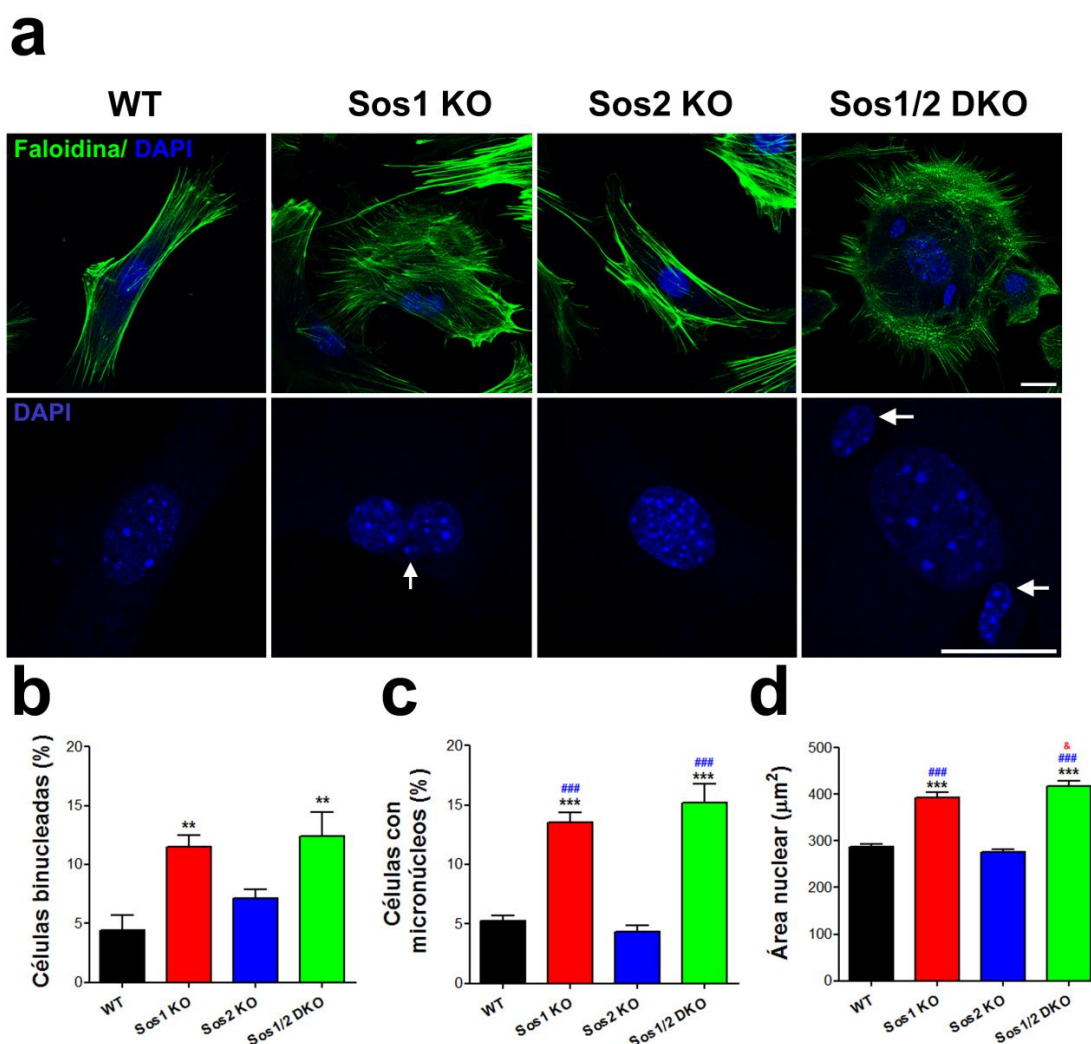 a
WT Sos1 KO Sos2 KO Sos1/2 DKO
Faloidina/ DAPI
DAPI
b
Células binucleadas (%)
20
15
10
5
0
**
**
WT Sos1 KO Sos2 KO Sos1/2 DKO
c
Células con
micronúcleos (%)
20
15
10
5
0
###
***
###
***
WT Sos1 KO Sos2 KO Sos1/2 DKO
d
Área nuclear (μm²)
500
400
300
200
100
0
###
***
&
###
***
WT Sos1 KO Sos2 KO Sos1/2 DKO